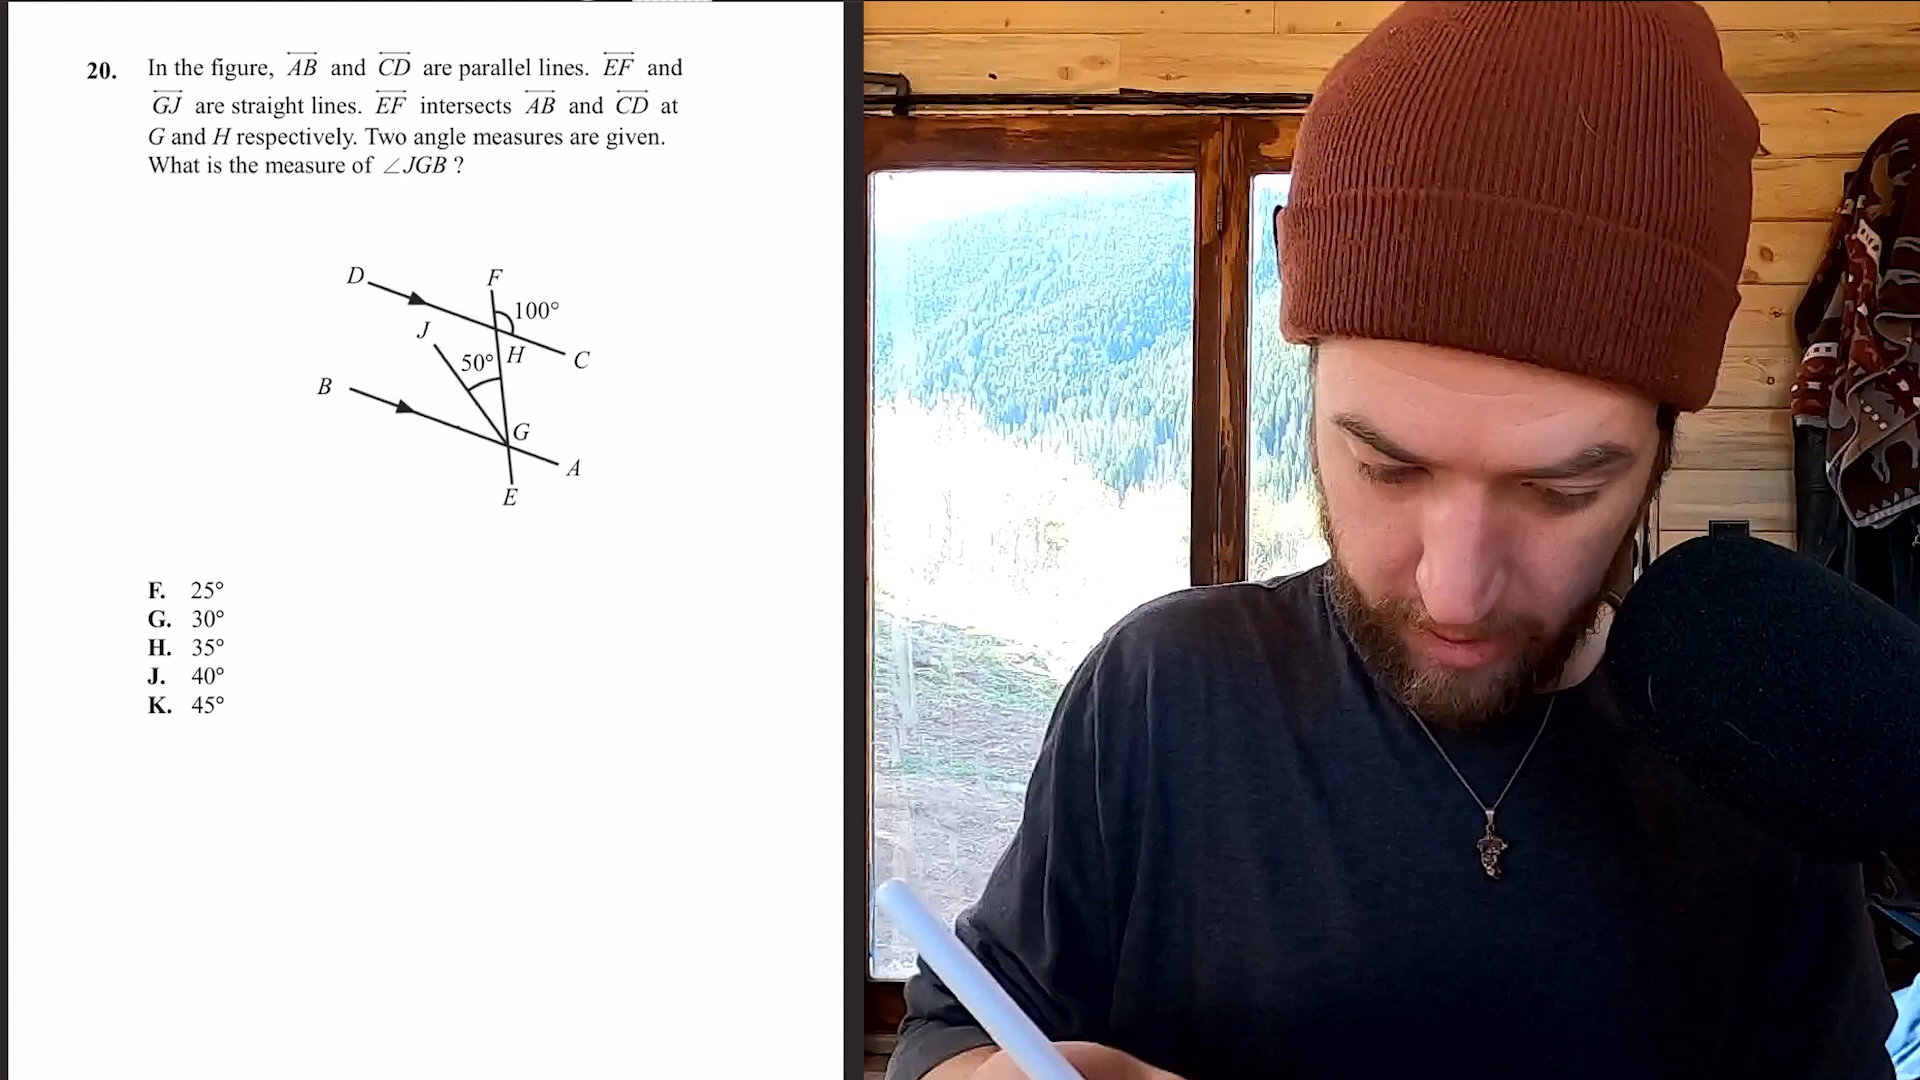 20. In the figure, AB and CD are parallel lines. EF and
GJ are straight lines. EF intersects AB and CD at
G and H respectively. Two angle measures are given.
What is the measure of ∠JGB ?
D
F
100°
J
50°
H
C
B
G
A
E
F. 25°
G. 30°
H. 35°
J. 40°
K. 45°